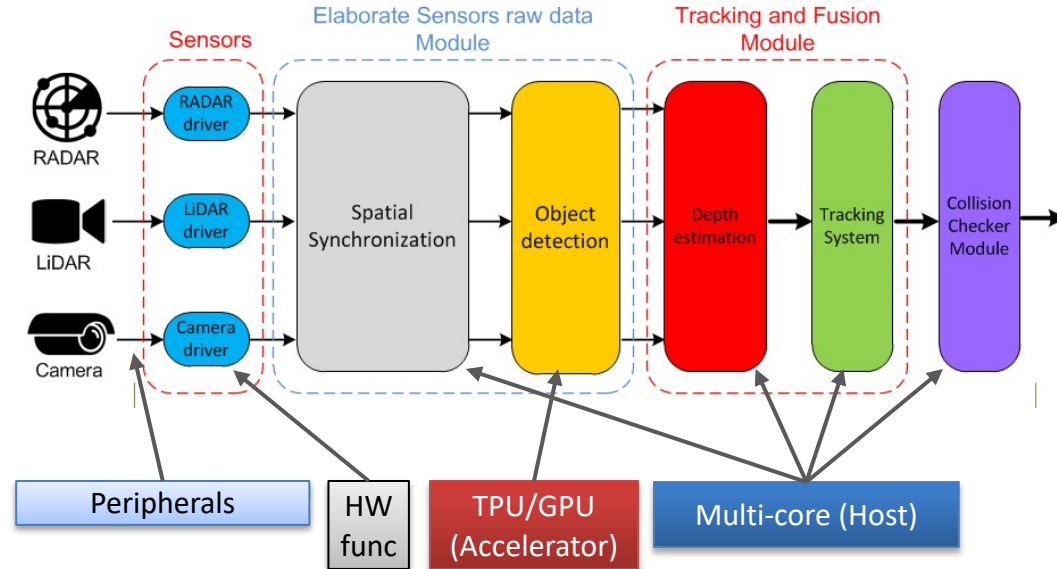 Elaborate Sensors raw data
Module
Tracking and Fusion
Module
Sensors
RADAR
RADAR
driver
LiDAR
LiDAR
driver
Camera
Camera
driver
Spatial
Synchronization
Object
detection
Depth
estimation
Tracking
System
Collision
Checker
Module
Peripherals
HW
func
TPU/GPU
(Accelerator)
Multi-core (Host)